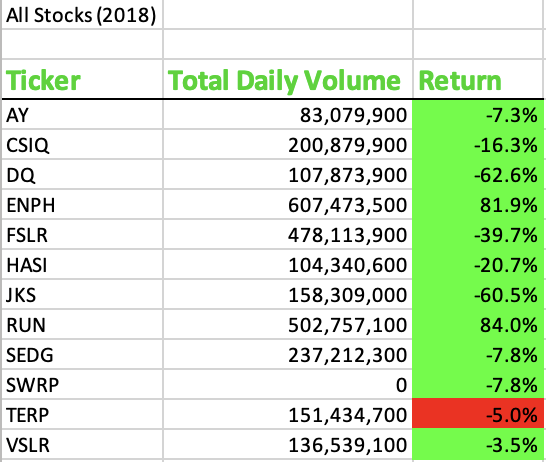 All Stocks (2018)
Ticker Total Daily Volume Return
AY 83,079,900 -7.3%
CSIQ 200,879,900 -16.3%
DQ 107,873,900 -62.6%
ENPH 607,473,500 81.9%
FSLR 478,113,900 -39.7%
HASI 104,340,600 -20.7%
JKS 158,309,000 -60.5%
RUN 502,757,100 84.0%
SEDG 237,212,300 -7.8%
SWRP 0 -7.8%
TERP 151,434,700 -5.0%
VSLR 136,539,100 -3.5%